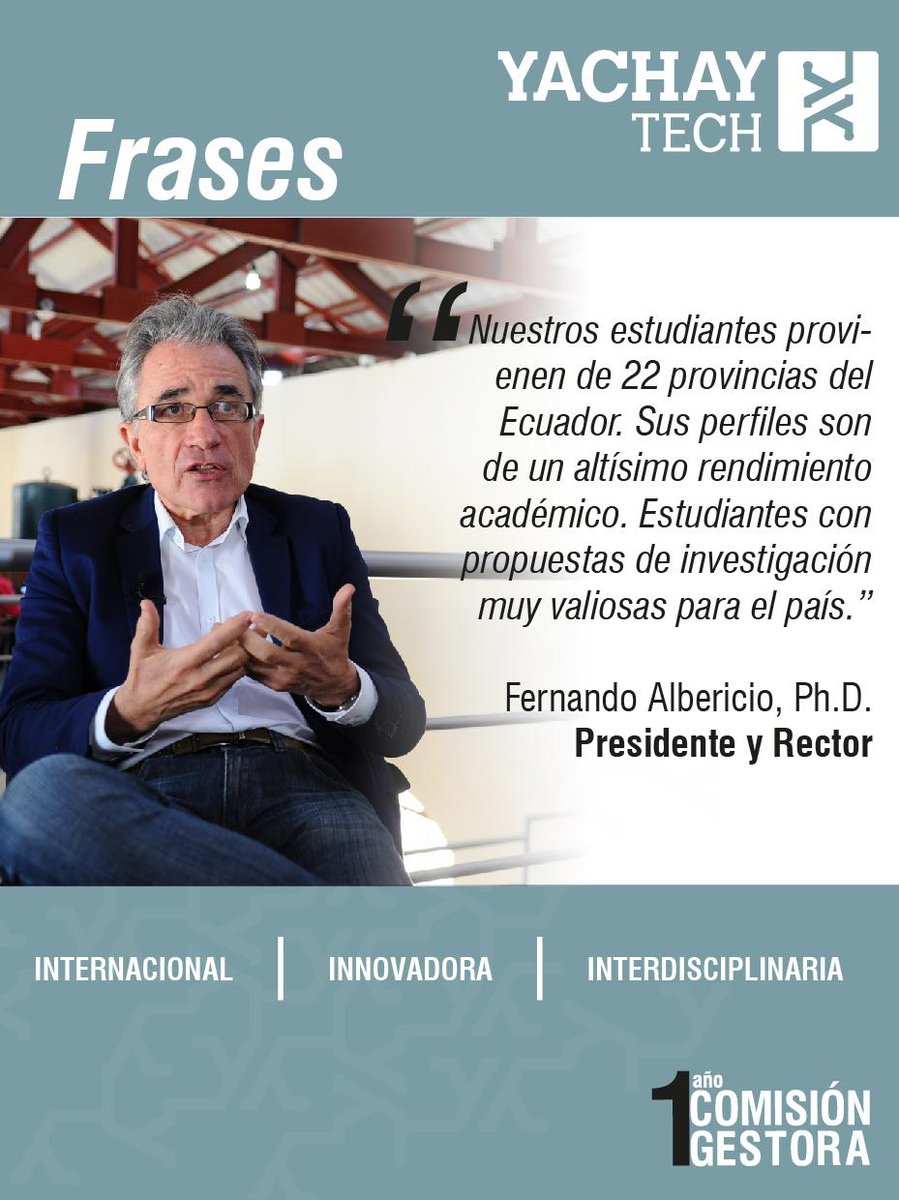 YACHAY
TECH
Frases
“Nuestros estudiantes provi-
enen de 22 provincias del
Ecuador. Sus perfiles son
de un altísimo rendimiento
académico. Estudiantes con
propuestas de investigación
muy valiosas para el país.”
Fernando Albericio, Ph.D.
Presidente y Rector
INTERNACIONAL | INNOVADORA | INTERDISCIPLINARIA
1 año
COMISIÓN
GESTORA